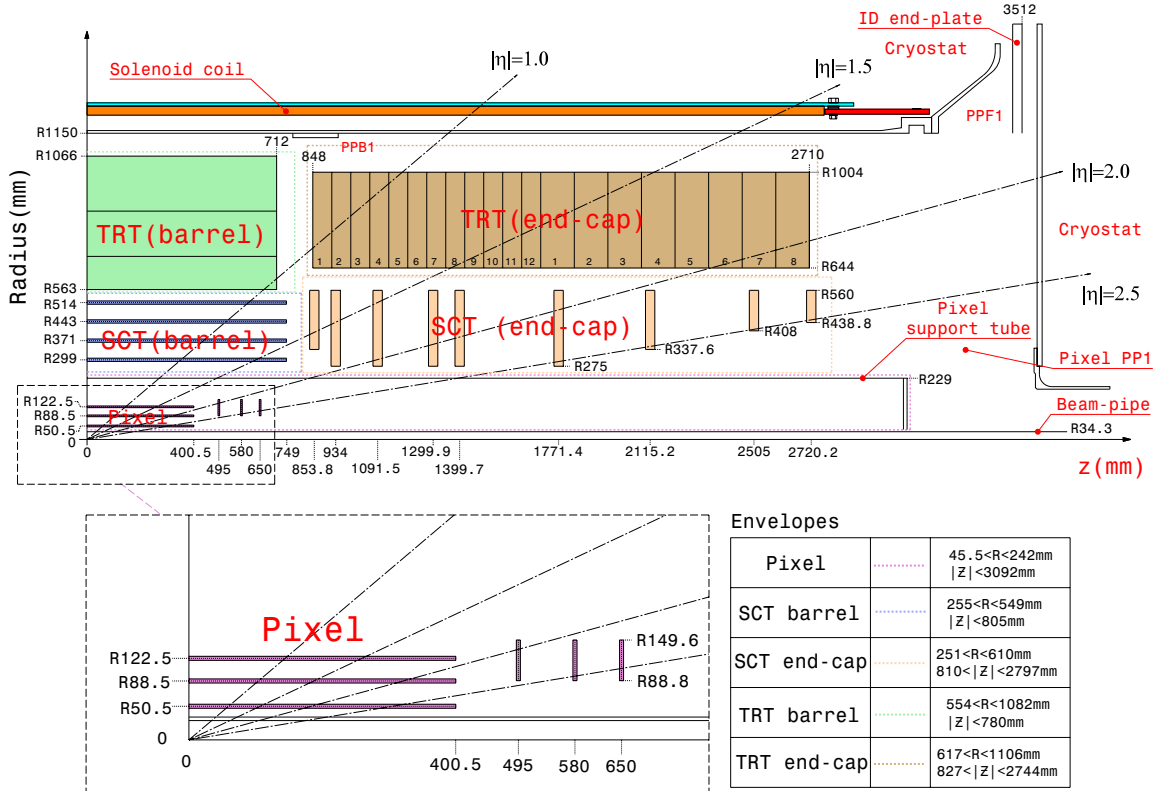 3512
ID end-plate
Cryostat
|η|=1.0
|η|=1.5
Solenoid coil
PPF1
R1150
712
PPB1
R1066
848
2710
R1004
|η|=2.0
Radius(mm)
TRT(barrel)
TRT(end-cap)
Cryostat
1 2 3 4 5 6 7 8 9 10 11 12 1 2 3 4 5 6 7 8
R644
R563
R560
|η|=2.5
R514
R443
R438.8
Pixel
support tube
SCT(barrel)
SCT (end-cap)
R408
R371
R337.6
R299
R275
Pixel PP1
R229
R122.5
R88.5
Pixel
Beam-pipe
R50.5
R34.3
0
0
400.5
495
580
650
749
853.8
934
1091.5
1299.9
1399.7
1771.4
2115.2
2505
2720.2
z(mm)
Envelopes
Pixel
45.5<R<242mm
|Z|<3092mm
SCT barrel
255<R<549mm
|Z|<805mm
SCT end-cap
251<R<610mm
810<|Z|<2797mm
TRT barrel
554<R<1082mm
|Z|<780mm
TRT end-cap
617<R<1106mm
827<|Z|<2744mm
Pixel
R149.6
R122.5
R88.5
R88.8
R50.5
0
0
400.5
495
580
650